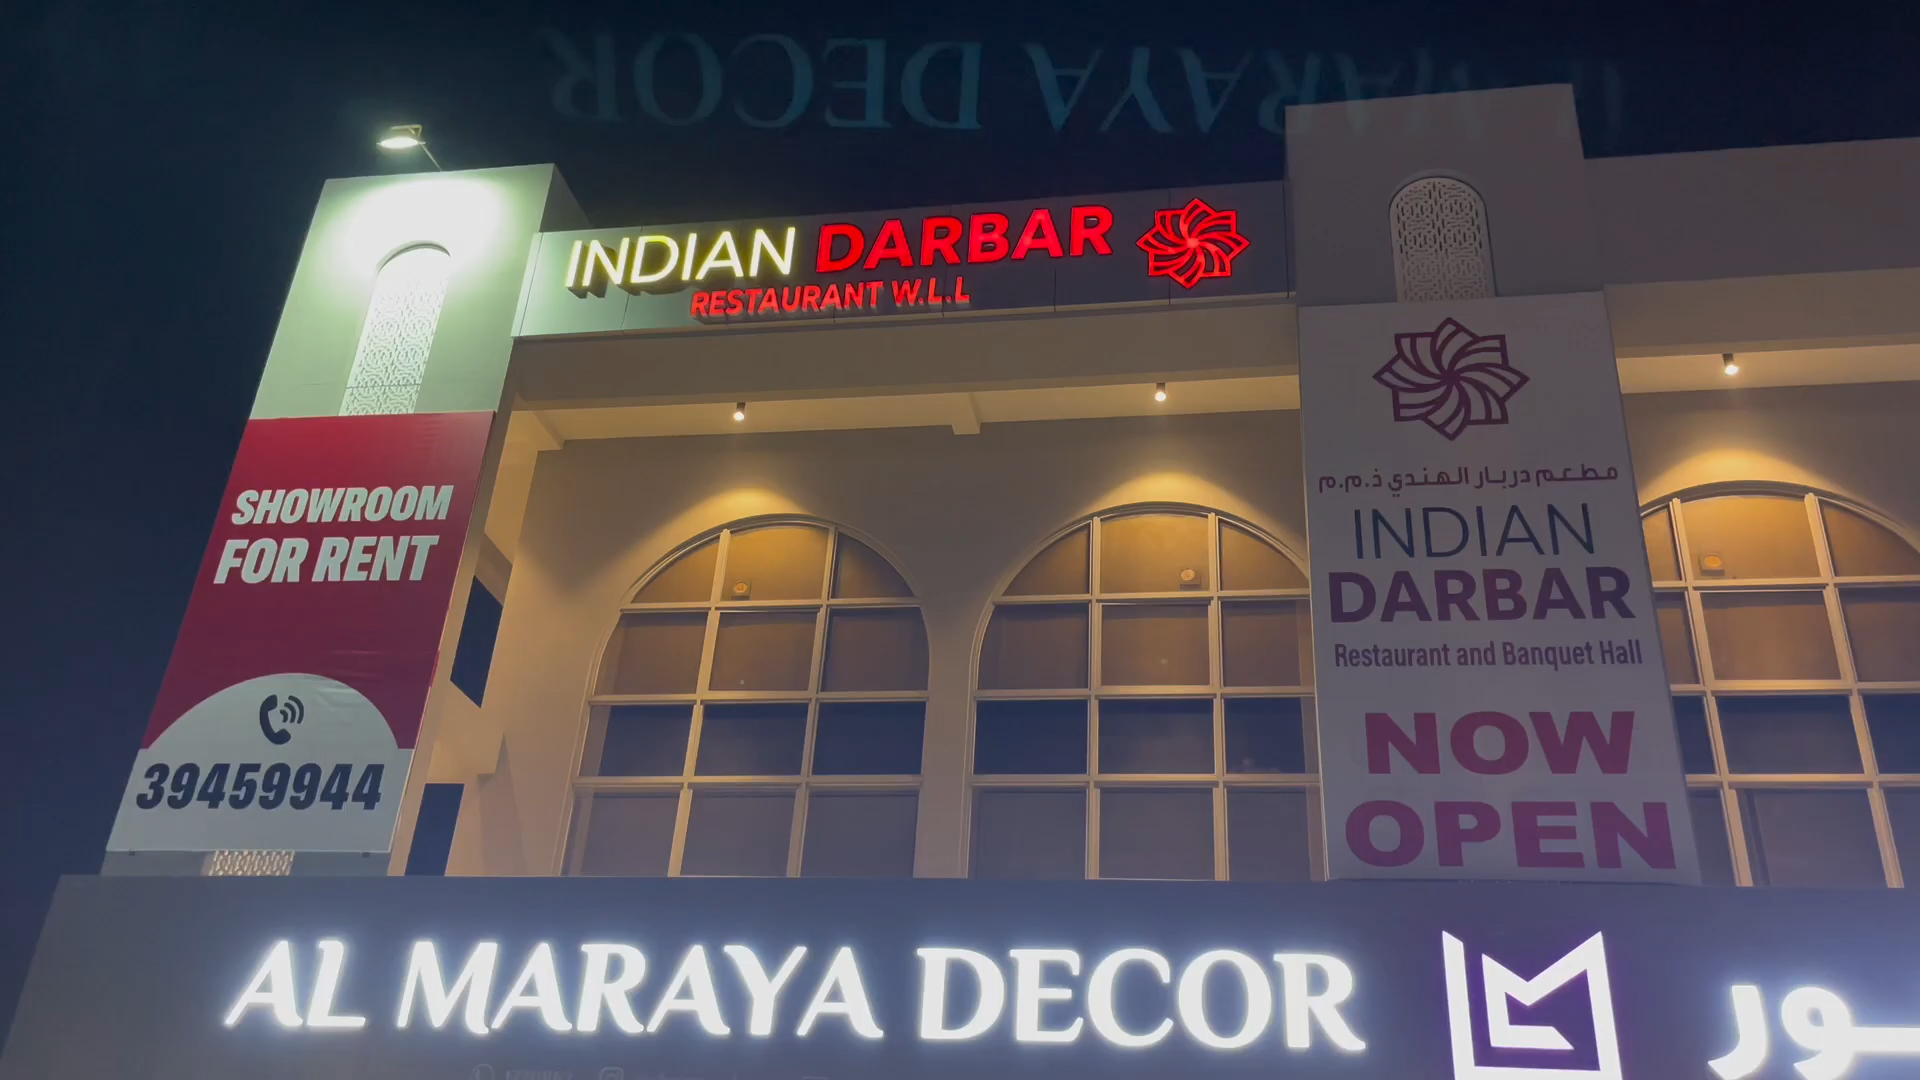 INDIAN DARBAR
RESTAURANT W.L.L
SHOWROOM
FOR RENT
39459944
مطعم دربار الهندي ذ.م.م
INDIAN
DARBAR
Restaurant and Banquet Hall
NOW
OPEN
AL MARAYA DECOR